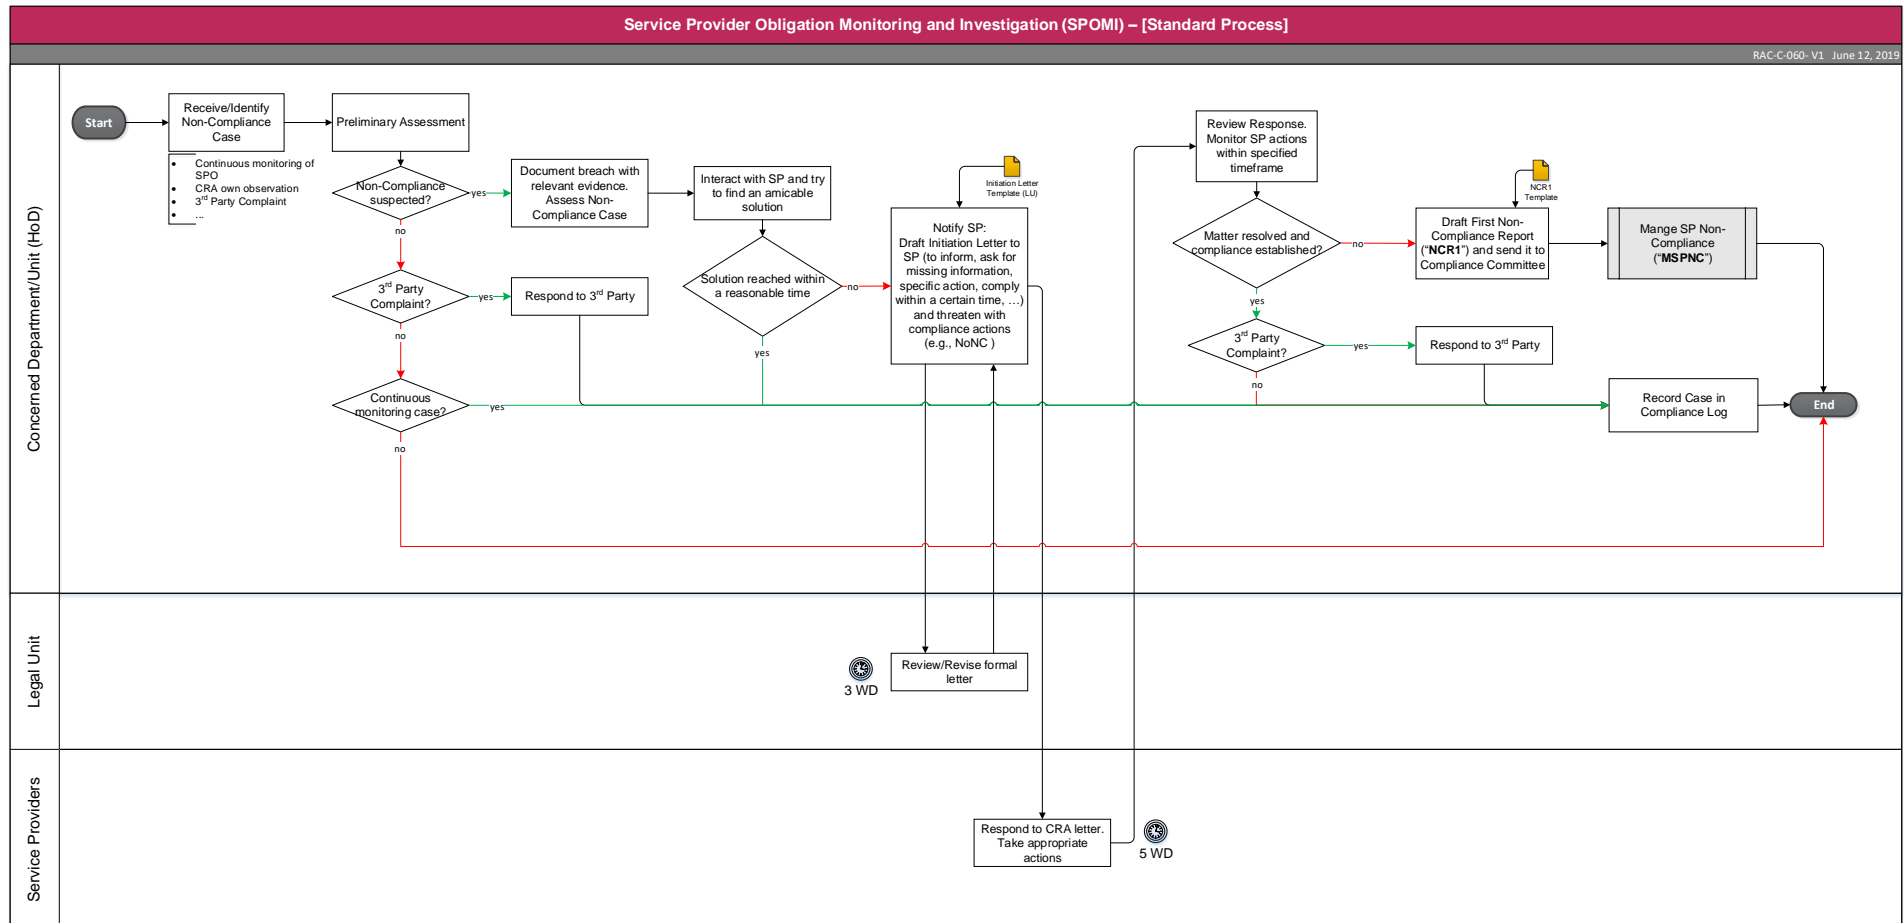 Service Provider Obligation Monitoring and Investigation (SPOMI) – [Standard Process]
RAC-C-060- V1 June 12, 2019
Concerned Department/Unit (HoD)
Start
Receive/Identify
Non-Compliance
Case
• Continuous monitoring of
SPO
• CRA own observation
• 3rd Party Complaint
• ...
Preliminary Assessment
Non-Compliance
suspected?
yes
no
Document breach with
relevant evidence.
Assess Non-
Compliance Case
Interact with SP and try
to find an amicable
solution
Solution reached within
a reasonable time
no
yes
3rd Party
Complaint?
yes
no
Respond to 3rd Party
Continuous
monitoring case?
yes
no
Initiation Letter
Template (LU)
Notify SP:
Draft Initiation Letter to
SP (to inform, ask for
missing information,
specific action, comply
within a certain time, …)
and threaten with
compliance actions
(e.g., NoNC )
Review Response.
Monitor SP actions
within specified
timeframe
Matter resolved and
compliance established?
no
yes
NCR1
Template
Draft First Non-
Compliance Report
(“NCR1”) and send it to
Compliance Committee
Mange SP Non-
Compliance
(“MSPNC”)
3rd Party
Complaint?
yes
no
Respond to 3rd Party
Record Case in
Compliance Log
End
Legal Unit
3 WD
Review/Revise formal
letter
Service Providers
Respond to CRA letter.
Take appropriate
actions
5 WD